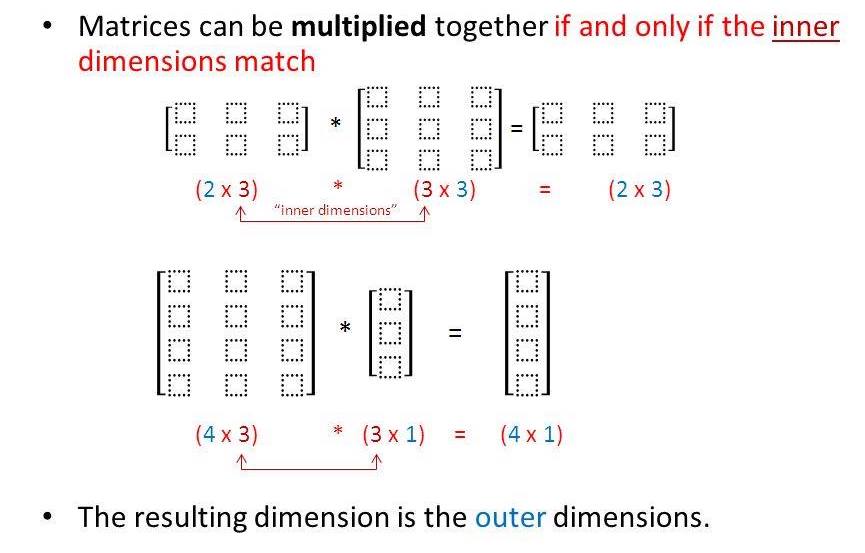 • Matrices can be multiplied together if and only if the inner
dimensions match
* =
(2 x 3) * (3 x 3) = (2 x 3)
“inner dimensions”
* =
(4 x 3) * (3 x 1) = (4 x 1)
• The resulting dimension is the outer dimensions.